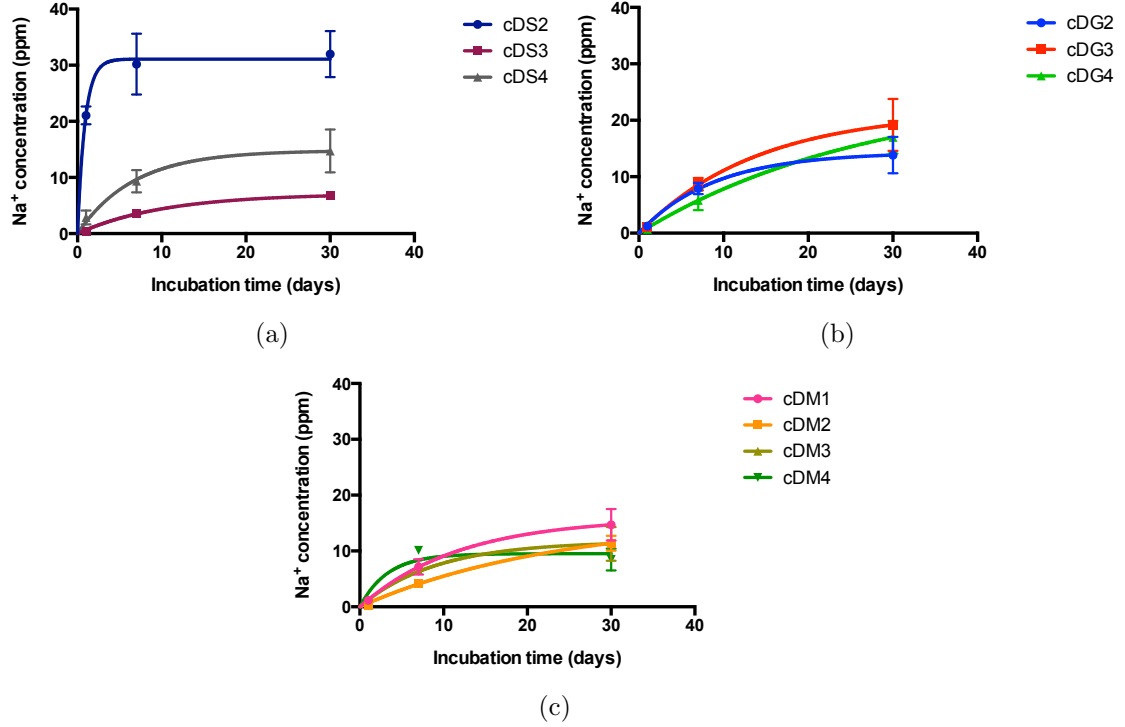 40
30
20
10
0
Na⁺ concentration (ppm)
0 10 20 30 40
Incubation time (days)
cDS2
cDS3
cDS4
(a)
40
30
20
10
0
Na⁺ concentration (ppm)
0 10 20 30 40
Incubation time (days)
cDG2
cDG3
cDG4
(b)
40
30
20
10
0
Na⁺ concentration (ppm)
0 10 20 30 40
Incubation time (days)
cDM1
cDM2
cDM3
cDM4
(c)